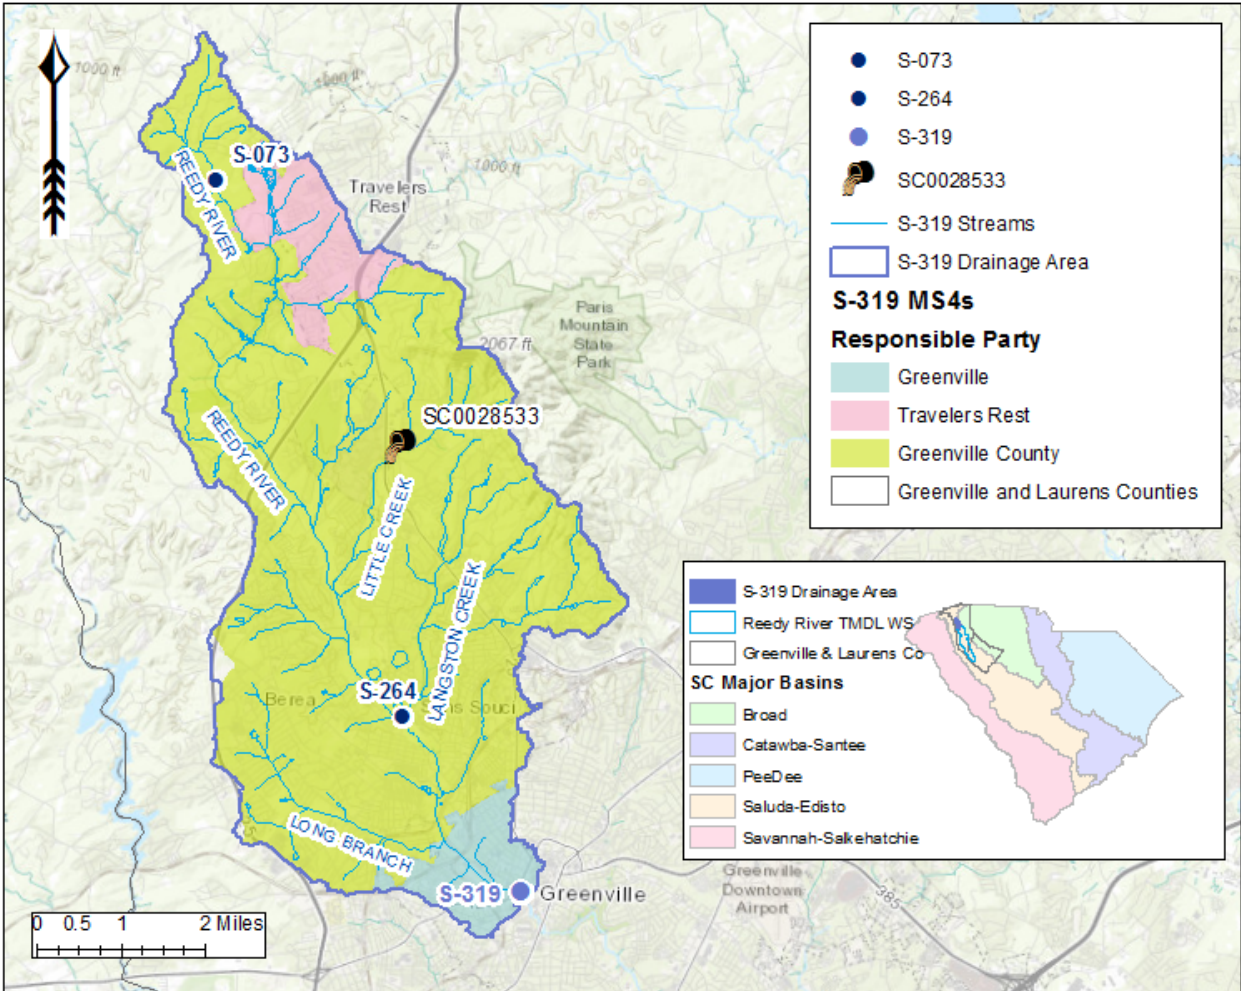 1000 ft
1000 ft
S-073
REEDY RIVER
1000 ft
Travelers
Rest
Paris
Mountain
State
Park
2067 ft
SC0028533
REEDY RIVER
LITTLE CREEK
LANGSTON CREEK
S-264
Berea
Sans Souci
LONG BRANCH
S-319
Greenville
Greenville
Downtown
Airport
385
0 0.5 1 2 Miles
S-073
S-264
S-319
SC0028533
S-319 Streams
S-319 Drainage Area
S-319 MS4s
Responsible Party
Greenville
Travelers Rest
Greenville County
Greenville and Laurens Counties
S-319 Drainage Area
Reedy River TMDL WS
Greenville & Laurens Co
SC Major Basins
Broad
Catawba-Santee
PeeDee
Saluda-Edisto
Savannah-Salkehatchie